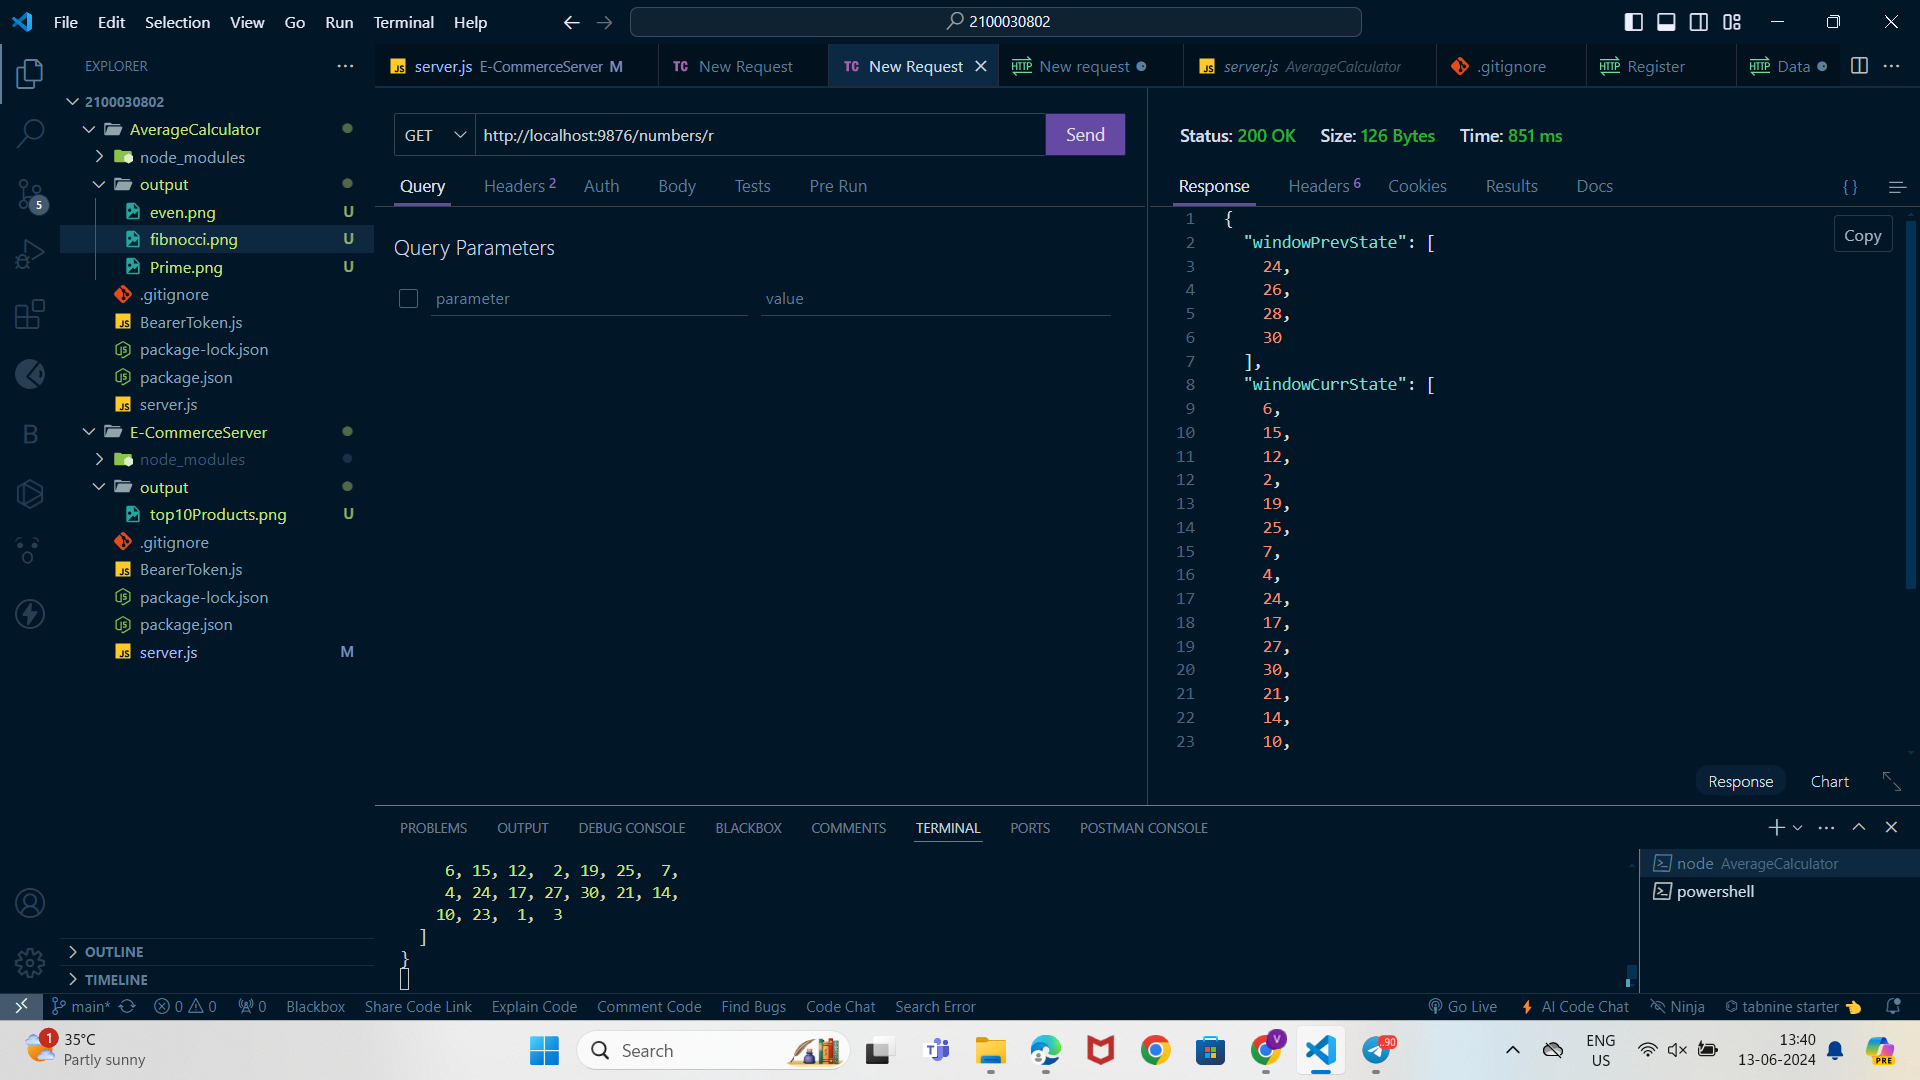 File Edit Selection View Go Run Terminal Help
2100030802
EXPLORER
2100030802
AverageCalculator
node_modules
output
even.png U
fibnocci.png U
Prime.png U
.gitignore
BearerToken.js
package-lock.json
package.json
server.js
E-CommerceServer
node_modules
output
top10Products.png U
.gitignore
BearerToken.js
package-lock.json
package.json
server.js M
OUTLINE
TIMELINE
5
B
JS server.js E-CommerceServer M
TC New Request
TC New Request
HTTP New request
JS server.js AverageCalculator
.gitignore
HTTP Register
HTTP Data
GET http://localhost:9876/numbers/r Send
Query Headers 2 Auth Body Tests Pre Run
Query Parameters
parameter value
Status: 200 OK Size: 126 Bytes Time: 851 ms
Response Headers 6 Cookies Results Docs
{ }
Copy
1 {
2 "windowPrevState": [
3 24,
4 26,
5 28,
6 30
7 ],
8 "windowCurrState": [
9 6,
10 15,
11 12,
12 2,
13 19,
14 25,
15 7,
16 4,
17 24,
18 17,
19 27,
20 30,
21 21,
22 14,
23 10,
Response Chart
PROBLEMS OUTPUT DEBUG CONSOLE BLACKBOX COMMENTS TERMINAL PORTS POSTMAN CONSOLE
6, 15, 12, 2, 19, 25, 7,
4, 24, 17, 27, 30, 21, 14,
10, 23, 1, 3
]
}
node AverageCalculator
powershell
main* 0 0 0 Blackbox Share Code Link Explain Code Comment Code Find Bugs Code Chat Search Error
Go Live AI Code Chat Ninja tabnine starter
1
35°C
Partly sunny
Search
V
90
ENG
US
13:40
13-06-2024
PRE